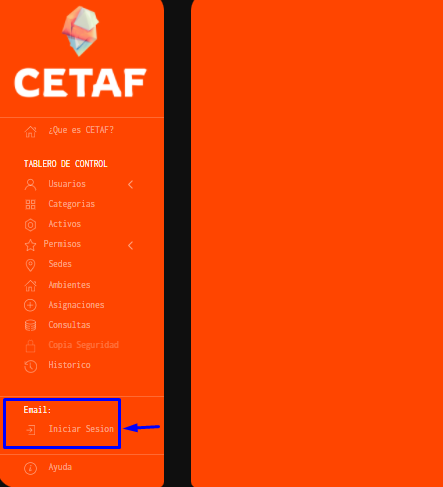 CETAF
¿Que es CETAF?
TABLERO DE CONTROL
Usuarios
Categorias
Activos
Permisos
Sedes
Ambientes
Asignaciones
Consultas
Copia Seguridad
Historico
Email:
Iniciar Sesion
Ayuda